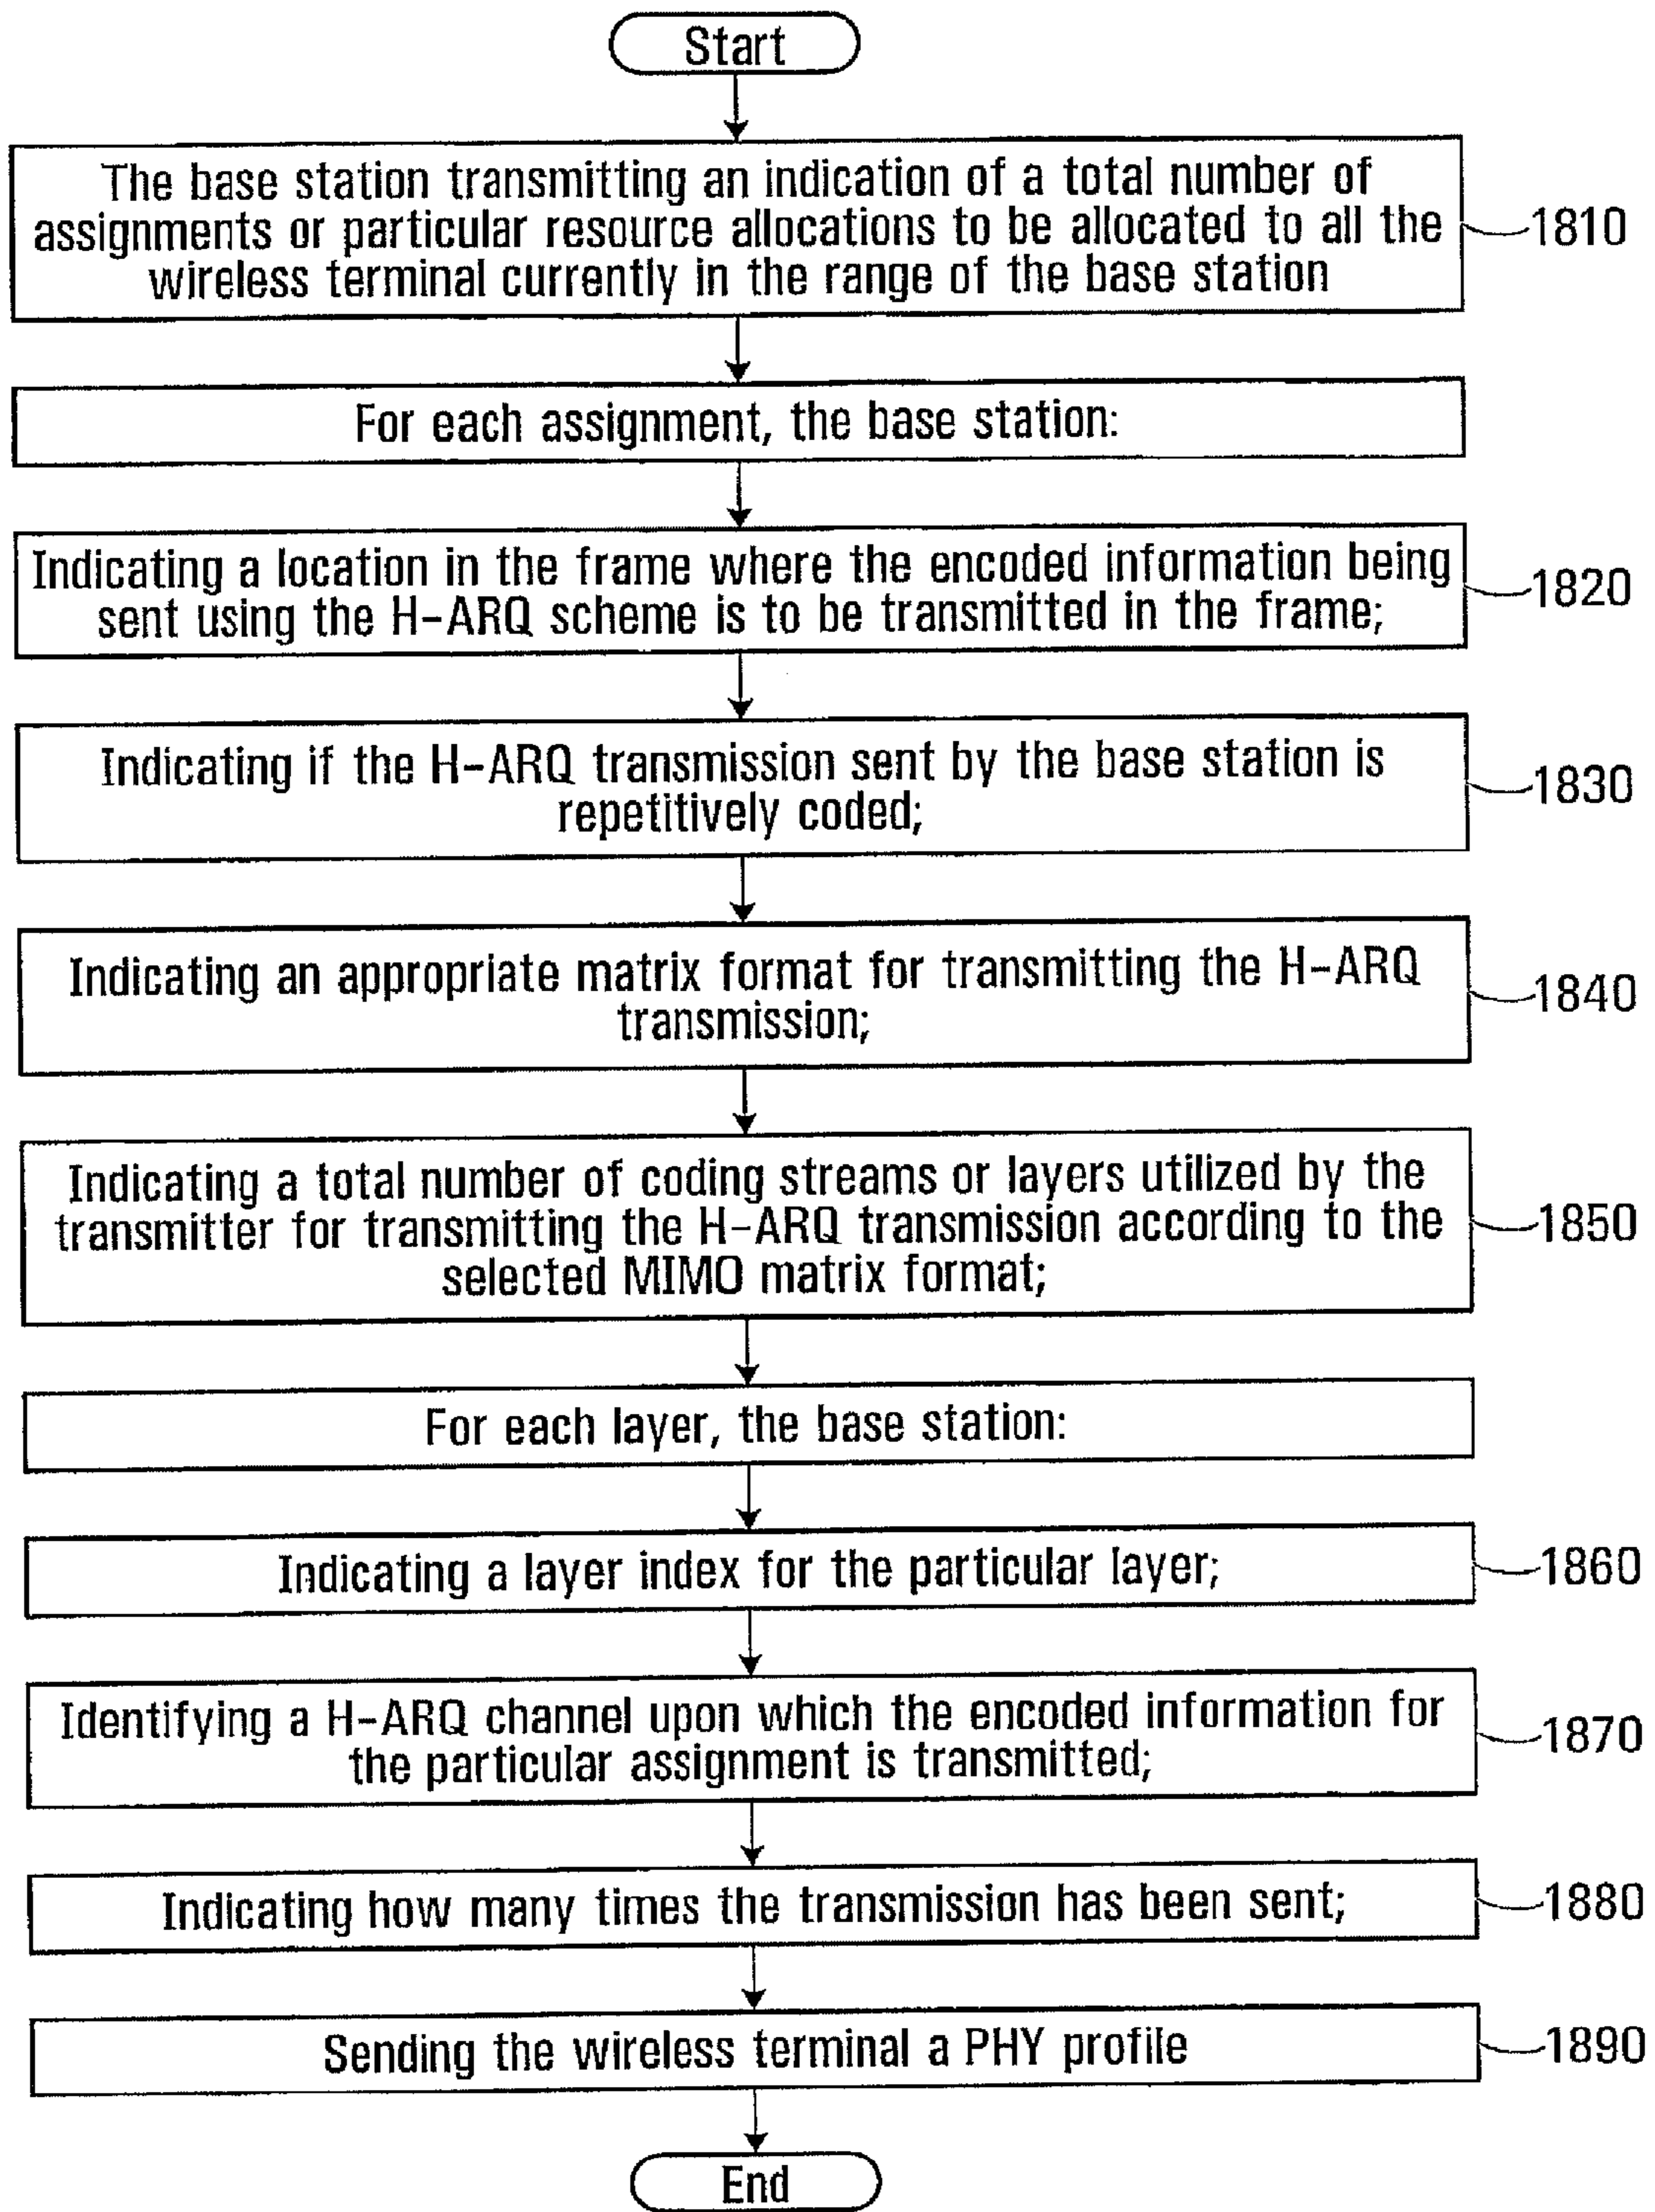 Start
The base station transmitting an indication of a total number of
assignments or particular resource allocations to be allocated to all the
wireless terminal currently in the range of the base station
1810
For each assignment, the base station:
Indicating a location in the frame where the encoded information being
sent using the H-ARQ scheme is to be transmitted in the frame;
1820
Indicating if the H-ARQ transmission sent by the base station is
repetitively coded;
1830
Indicating an appropriate matrix format for transmitting the H-ARQ
transmission;
1840
Indicating a total number of coding streams or layers utilized by the
transmitter for transmitting the H-ARQ transmission according to the
selected MIMO matrix format;
1850
For each layer, the base station:
Indicating a layer index for the particular layer;
1860
Identifying a H-ARQ channel upon which the encoded information for
the particular assignment is transmitted;
1870
Indicating how many times the transmission has been sent;
1880
Sending the wireless terminal a PHY profile
1890
End